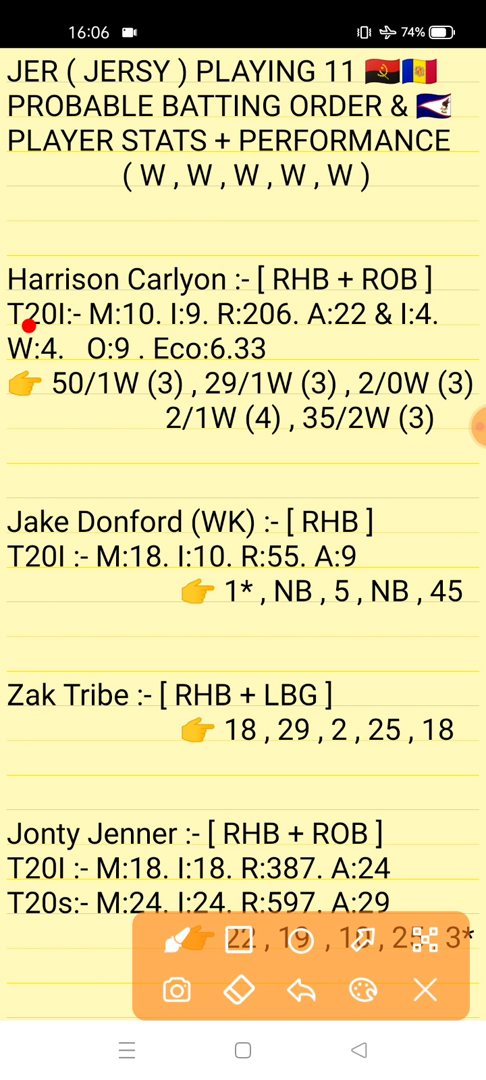 16:06 74%
JER ( JERSY ) PLAYING 11 🇦🇴🇦🇩
PROBABLE BATTING ORDER & 🇦🇸
PLAYER STATS + PERFORMANCE
( W , W , W , W , W )
Harrison Carlyon :- [ RHB + ROB ]
T20I:- M:10. I:9. R:206. A:22 & I:4.
W:4. O:9 . Eco:6.33
👉 50/1W (3) , 29/1W (3) , 2/0W (3)
2/1W (4) , 35/2W (3)
Jake Donford (WK) :- [ RHB ]
T20I :- M:18. I:10. R:55. A:9
👉 1* , NB , 5 , NB , 45
Zak Tribe :- [ RHB + LBG ]
👉 18 , 29 , 2 , 25 , 18
Jonty Jenner :- [ RHB + ROB ]
T20I :- M:18. I:18. R:387. A:24
T20s:- M:24. I:24. R:597. A:29
👉 22 , 19 , 3*